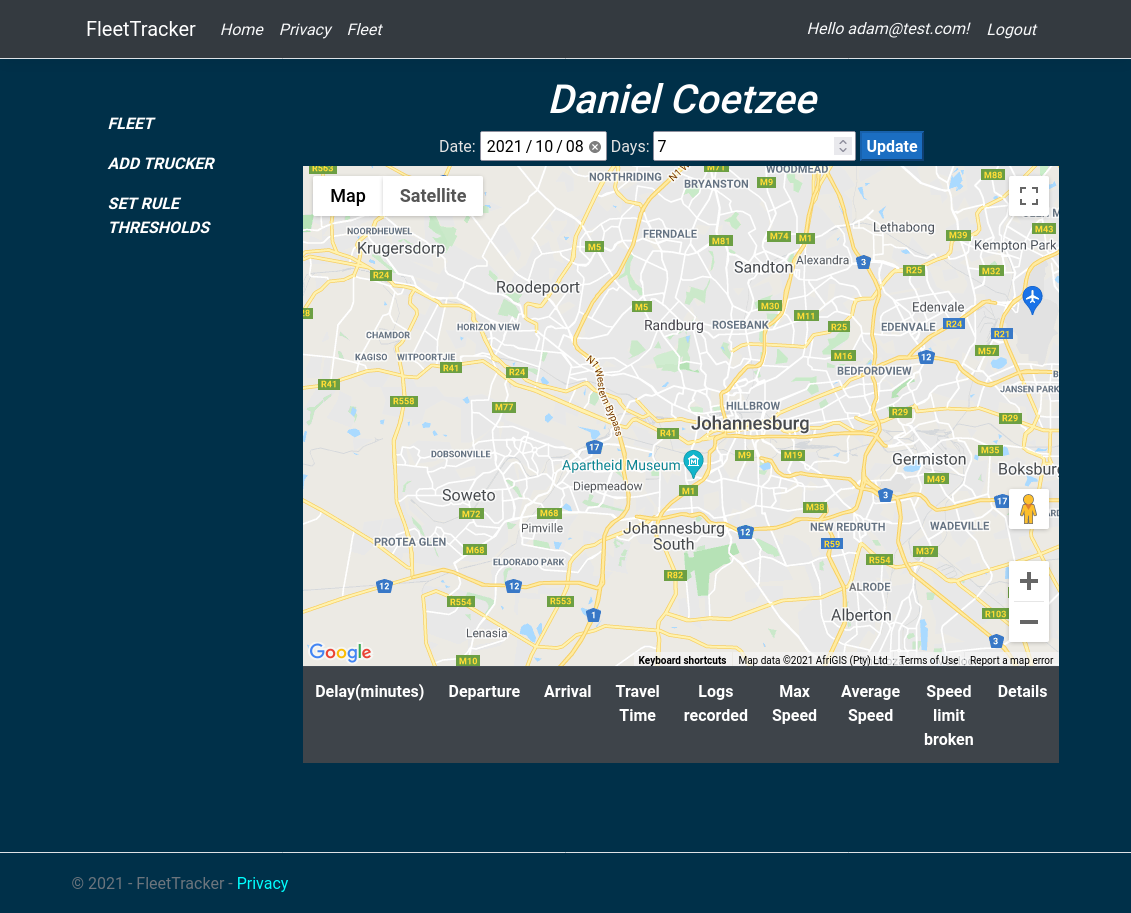 FleetTracker Home Privacy Fleet Hello adam@test.com! Logout
Daniel Coetzee
FLEET
ADD TRUCKER
SET RULE
THRESHOLDS
Date: 2021 / 10 / 08 Days: 7 Update
R563
M71
WOODMEAD
NORTHRIDING
N1 W
BRYANSTON
M9
M88
Map Satellite
NOORDHEUWEL
Krugersdorp
M5
FERNDALE
M81
M74
M1
Lethabong
M39
M43
Kempton Park
R24
Sandton
Alexandra
3
R25
M32
Roodepoort
M5
M30
M11
Edenvale
HORIZON VIEW
Randburg
ROSEBANK
R25
EDENVALE
R24
R21
CHAMDOR
KAGISO
WITPOORTJIE
R41
R24
M16
12
M57
BEDFORDVIEW
R41
R558
M77
N1 Western Bypass
HILLBROW
R29
JANSEN PARK
R29
Johannesburg
R41
17
DOBSONVILLE
Apartheid Museum
M9
M19
Germiston
M35
Boksburg
Diepmeadow
M1
M49
Soweto
M72
M68
Pimville
3
17
M38
Johannesburg
South
12
NEW REDRUTH
WADEVILLE
PROTEA GLEN
M68
R59
M37
ELDORADO PARK
R554
12
12
R82
ALRODE
R554
R553
1
Alberton
R103
Lenasia
3
M10
Google
Keyboard shortcuts Map data ©2021 AfriGIS (Pty) Ltd Terms of Use Report a map error
Delay(minutes) Departure Arrival Travel Logs Max Average Speed Details
Time recorded Speed Speed limit
broken
© 2021 - FleetTracker - Privacy